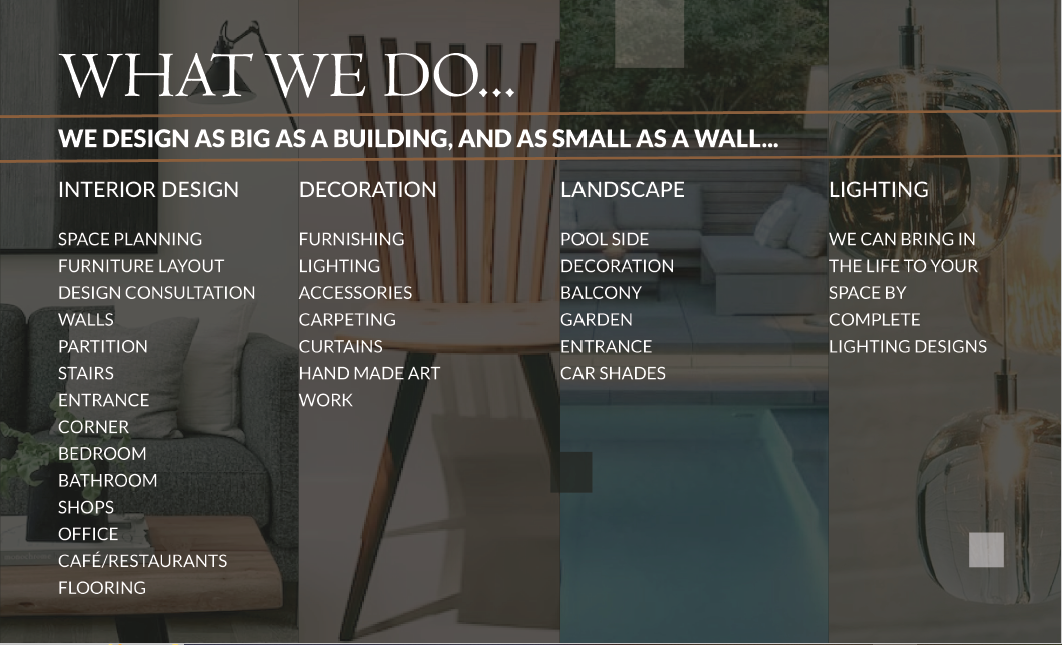 WHAT WE DO...
WE DESIGN AS BIG AS A BUILDING, AND AS SMALL AS A WALL...
INTERIOR DESIGN
SPACE PLANNING
FURNITURE LAYOUT
DESIGN CONSULTATION
WALLS
PARTITION
STAIRS
ENTRANCE
CORNER
BEDROOM
BATHROOM
SHOPS
OFFICE
CAFÉ/RESTAURANTS
FLOORING
DECORATION
FURNISHING
LIGHTING
ACCESSORIES
CARPETING
CURTAINS
HAND MADE ART
WORK
LANDSCAPE
POOL SIDE
DECORATION
BALCONY
GARDEN
ENTRANCE
CAR SHADES
LIGHTING
WE CAN BRING IN
THE LIFE TO YOUR
SPACE BY
COMPLETE
LIGHTING DESIGNS